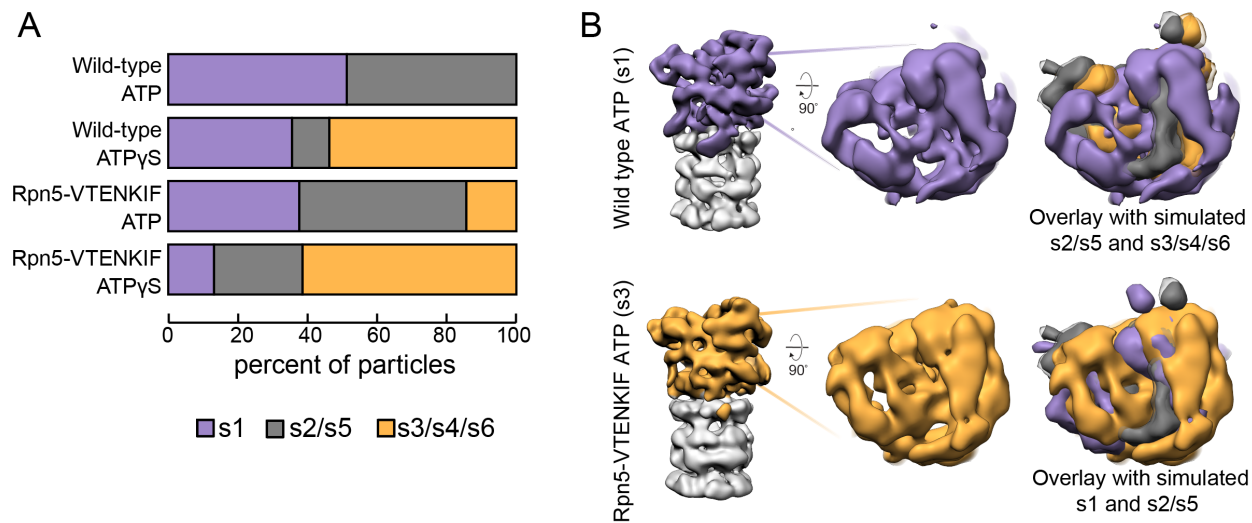 A
Wild-type
ATP
Wild-type
ATPγS
Rpn5-VTENKIF
ATP
Rpn5-VTENKIF
ATPγS
0 20 40 60 80 100
percent of particles
s1 s2/s5 s3/s4/s6
B
Wild type ATP (s1)
90°
Overlay with simulated
s2/s5 and s3/s4/s6
Rpn5-VTENKIF ATP (s3)
90°
Overlay with simulated
s1 and s2/s5